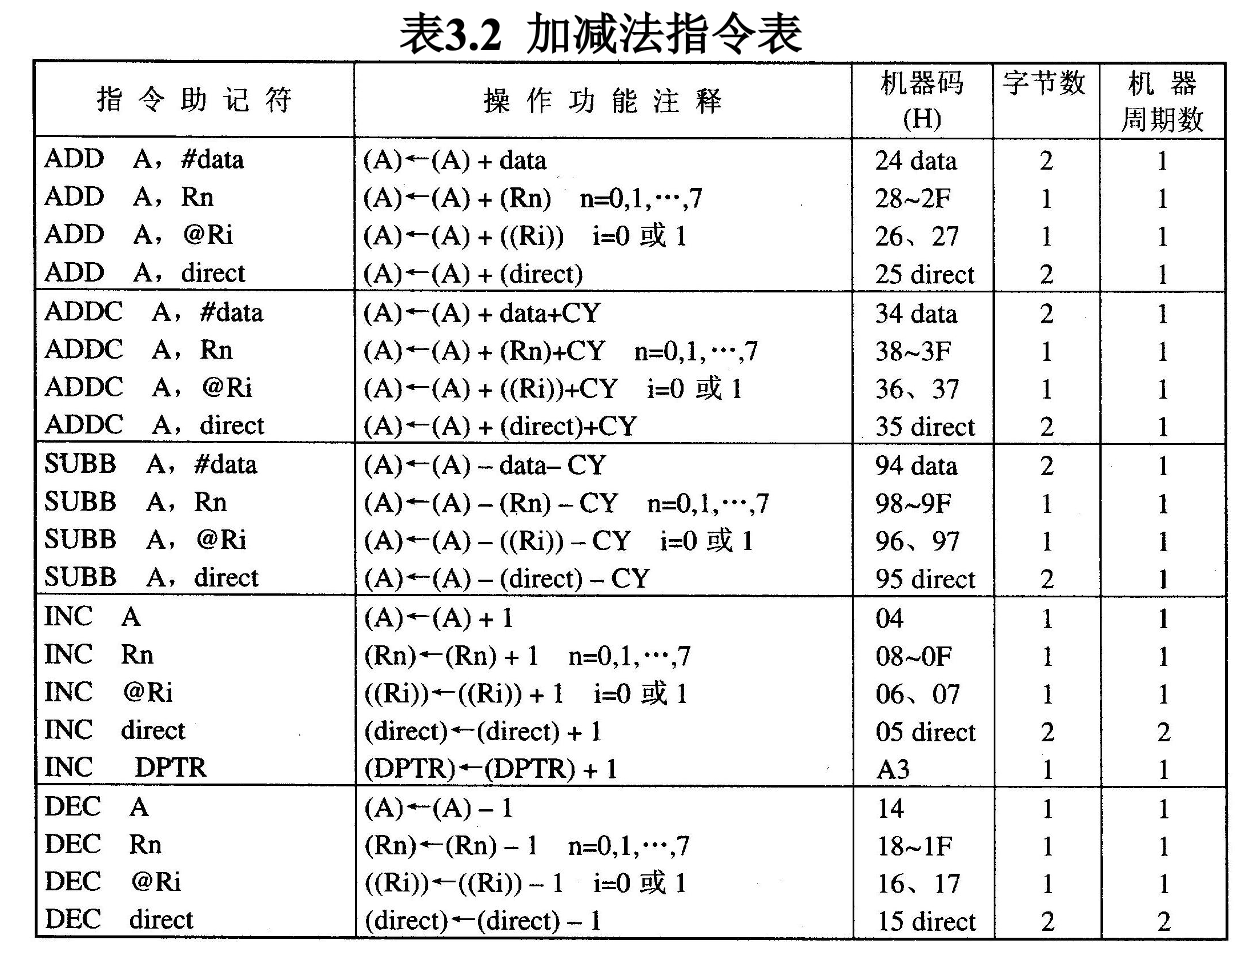 表3.2 加减法指令表
指令助记符 操作功能注释 机器码(H) 字节数 机器周期数
ADD A，#data (A)←(A) + data 24 data 2 1
ADD A，Rn (A)←(A) + (Rn) n=0,1,⋯,7 28~2F 1 1
ADD A，@Ri (A)←(A) + ((Ri)) i=0 或 1 26、27 1 1
ADD A，direct (A)←(A) + (direct) 25 direct 2 1
ADDC A，#data (A)←(A) + data+CY 34 data 2 1
ADDC A，Rn (A)←(A) + (Rn)+CY n=0,1,⋯,7 38~3F 1 1
ADDC A，@Ri (A)←(A) + ((Ri))+CY i=0 或 1 36、37 1 1
ADDC A，direct (A)←(A) + (direct)+CY 35 direct 2 1
SUBB A，#data (A)←(A) – data– CY 94 data 2 1
SUBB A，Rn (A)←(A) – (Rn) – CY n=0,1,⋯,7 98~9F 1 1
SUBB A，@Ri (A)←(A) – ((Ri)) – CY i=0 或 1 96、97 1 1
SUBB A，direct (A)←(A) – (direct) – CY 95 direct 2 1
INC A (A)←(A) + 1 04 1 1
INC Rn (Rn)←(Rn) + 1 n=0,1,⋯,7 08~0F 1 1
INC @Ri ((Ri))←((Ri)) + 1 i=0 或 1 06、07 1 1
INC direct (direct)←(direct) + 1 05 direct 2 2
INC DPTR (DPTR)←(DPTR) + 1 A3 1 1
DEC A (A)←(A) – 1 14 1 1
DEC Rn (Rn)←(Rn) – 1 n=0,1,⋯,7 18~1F 1 1
DEC @Ri ((Ri))←((Ri)) – 1 i=0 或 1 16、17 1 1
DEC direct (direct)←(direct) – 1 15 direct 2 2